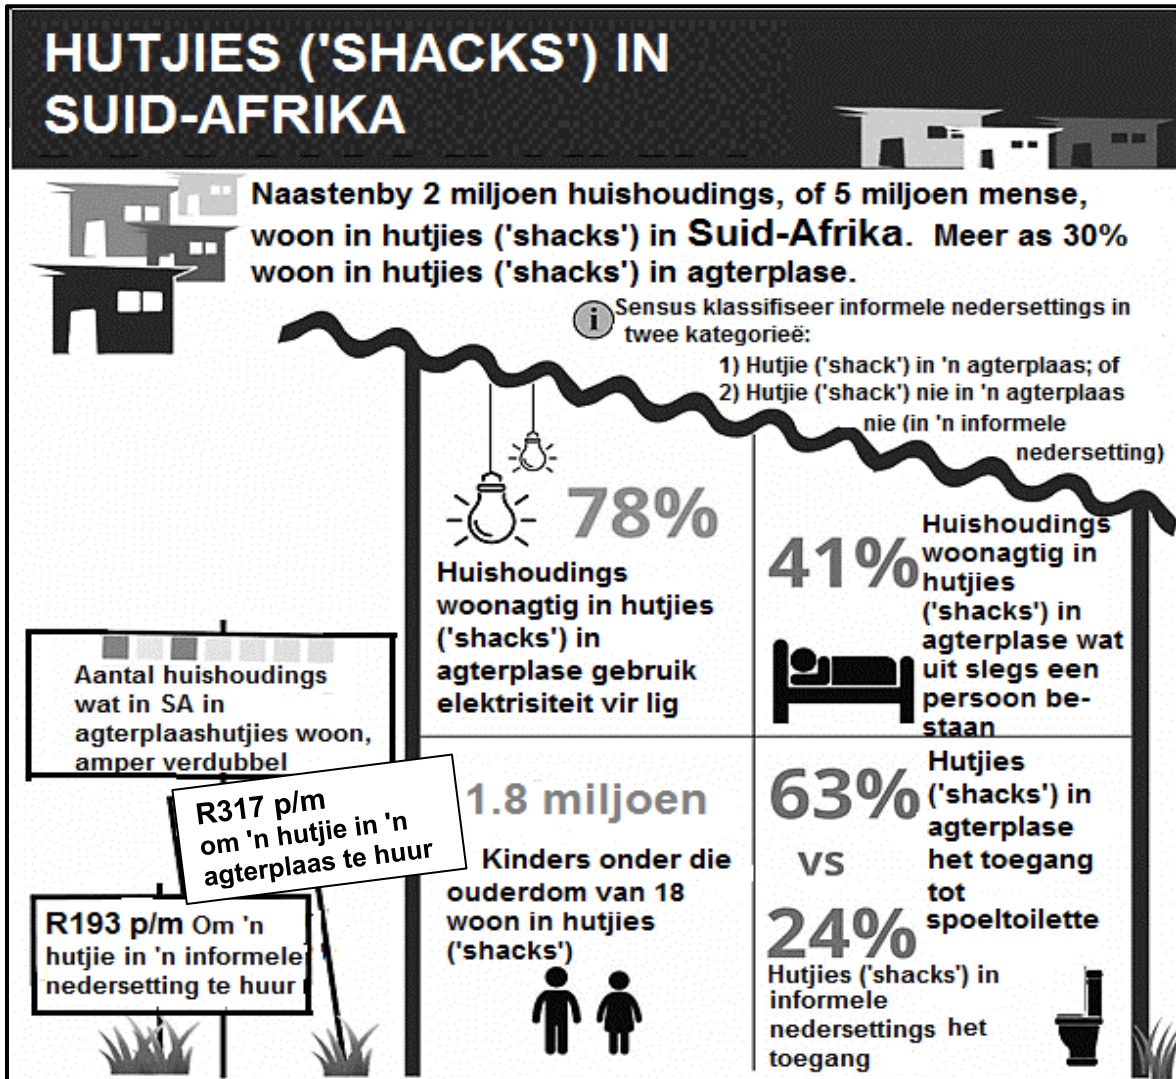 HUTJIES ('SHACKS') IN
SUID-AFRIKA
Naastenby 2 miljoen huishoudings, of 5 miljoen mense,
woon in hutjies ('shacks') in Suid-Afrika. Meer as 30%
woon in hutjies ('shacks') in agterplase.
i
Sensus klassifiseer informele nedersettings in
twee kategorieë:
1) Hutjie ('shack') in 'n agterplaas; of
2) Hutjie ('shack') nie in 'n agterplaas
nie (in 'n informele
nedersetting)
78%
Huishoudings
woonagtig in hutjies
('shacks') in
agterplase gebruik
elektrisiteit vir lig
41%
Huishoudings
woonagtig in
hutjies
('shacks') in
agterplase wat
uit slegs een
persoon be-
staan
Aantal huishoudings
wat in SA in
agterplaashutjies woon,
amper verdubbel
R317 p/m
om 'n hutjie in 'n
agterplaas te huur
R193 p/m Om 'n
hutjie in 'n informele
nedersetting te huur
1.8 miljoen
Kinders onder die
ouderdom van 18
woon in hutjies
('shacks')
63%
Hutjies
('shacks') in
agterplase
het toegang
tot
spoeltoilette
vs
24%
Hutjies ('shacks') in
informele
nedersettings het
toegang